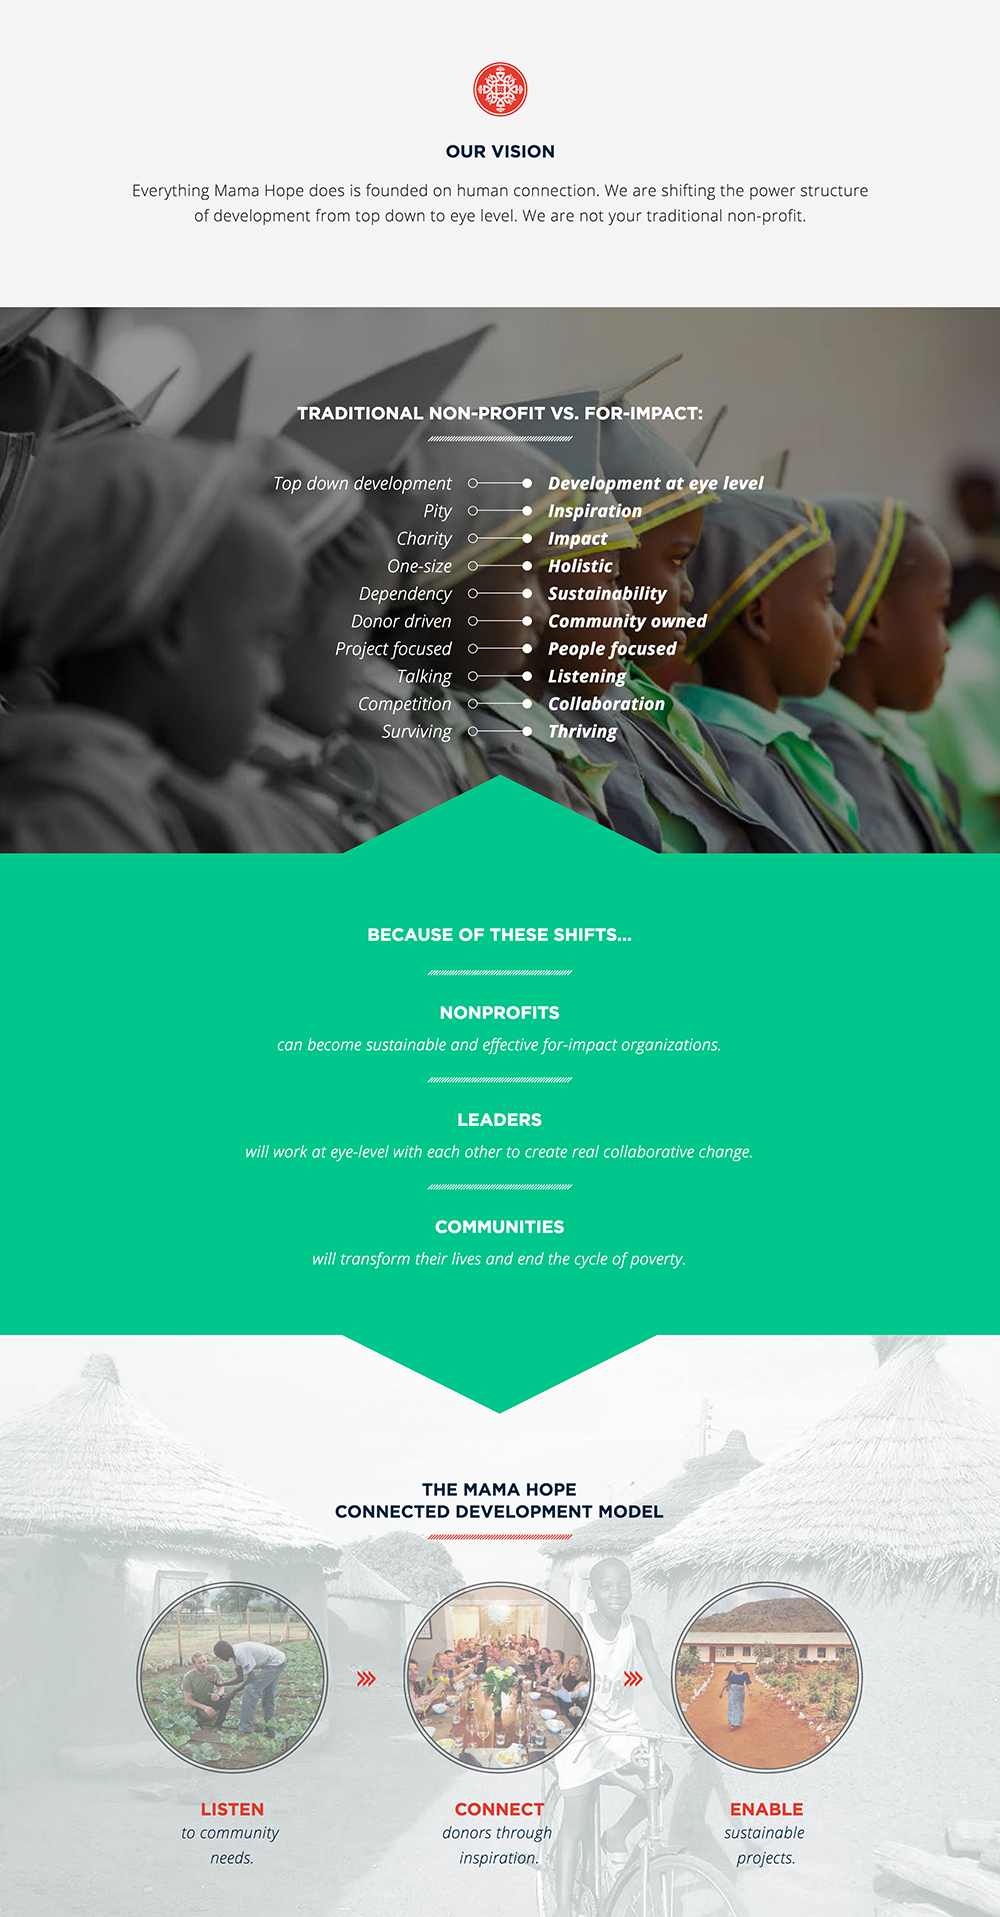 OUR VISION
Everything Mama Hope does is founded on human connection. We are shifting the power structure
of development from top down to eye level. We are not your traditional non-profit.
TRADITIONAL NON-PROFIT VS. FOR-IMPACT:
Top down development Development at eye level
Pity Inspiration
Charity Impact
One-size Holistic
Dependency Sustainability
Donor driven Community owned
Project focused People focused
Talking Listening
Competition Collaboration
Surviving Thriving
BECAUSE OF THESE SHIFTS...
NONPROFITS
can become sustainable and effective for-impact organizations.
LEADERS
will work at eye-level with each other to create real collaborative change.
COMMUNITIES
will transform their lives and end the cycle of poverty.
THE MAMA HOPE
CONNECTED DEVELOPMENT MODEL
LISTEN
to community
needs.
CONNECT
donors through
inspiration.
ENABLE
sustainable
projects.